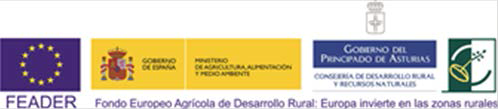 GOBIERNO
DE ESPAÑA
MINISTERIO
DE AGRICULTURA, ALIMENTACIÓN
Y MEDIO AMBIENTE
GOBIERNO DEL
PRINCIPADO DE ASTURIAS
CONSEJERÍA DE DESARROLLO RURAL
Y RECURSOS NATURALES
FEADER
Fondo Europeo Agrícola de Desarrollo Rural: Europa invierte en las zonas rurales